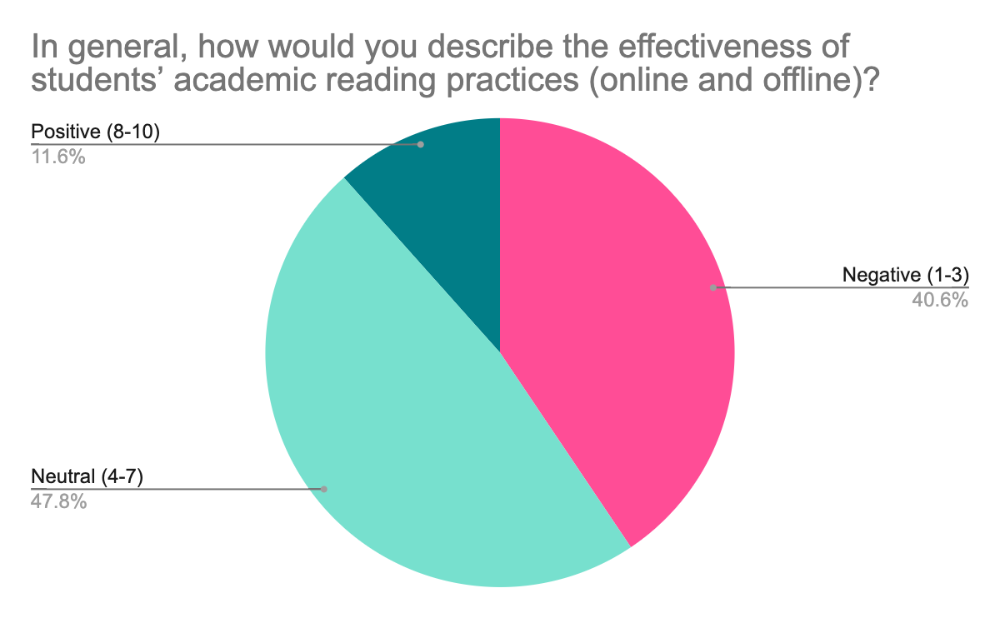 In general, how would you describe the effectiveness of
students’ academic reading practices (online and offline)?
Positive (8-10)
11.6%
Negative (1-3)
40.6%
Neutral (4-7)
47.8%